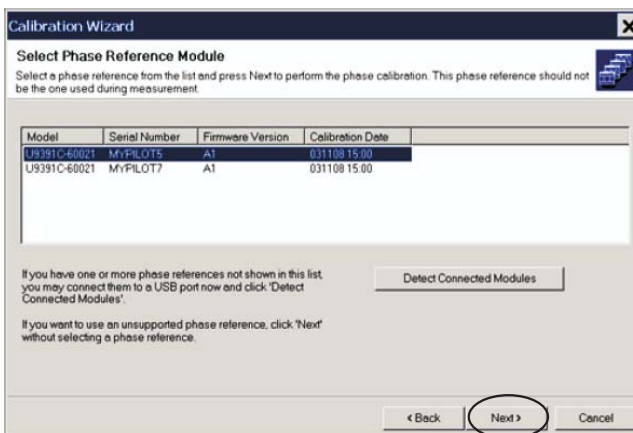 Calibration Wizard
Select Phase Reference Module
Select a phase reference from the list and press Next to perform the phase calibration. This phase reference should not
be the one used during measurement.
Model Serial Number Firmware Version Calibration Date
U9391C-60021 MYPILOT5 A1 031108 15:00
U9391C-60021 MYPILOT7 A1 031108 15:00
If you have one or more phase references not shown in this list,
you may connect them to a USB port now and click 'Detect
Connected Modules'.
Detect Connected Modules
If you want to use an unsupported phase reference, click 'Next'
without selecting a phase reference.
< Back Next > Cancel